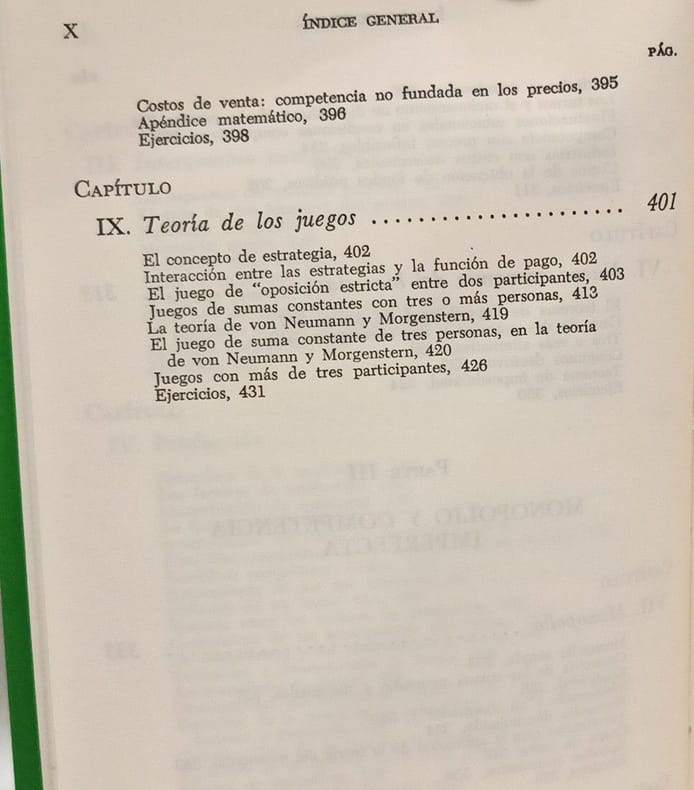 X
ÍNDICE GENERAL
PÁG.
Costos de venta: competencia no fundada en los precios, 395
Apéndice matemático, 396
Ejercicios, 398
CAPÍTULO
IX. Teoría de los juegos ........................ 401
El concepto de estrategia, 402
Interacción entre las estrategias y la función de pago, 402
El juego de “oposición estricta” entre dos participantes, 403
Juegos de sumas constantes con tres o más personas, 413
La teoría de von Neumann y Morgenstern, 419
El juego de suma constante de tres personas, en la teoría
de von Neumann y Morgenstern, 420
Juegos con más de tres participantes, 426
Ejercicios, 431